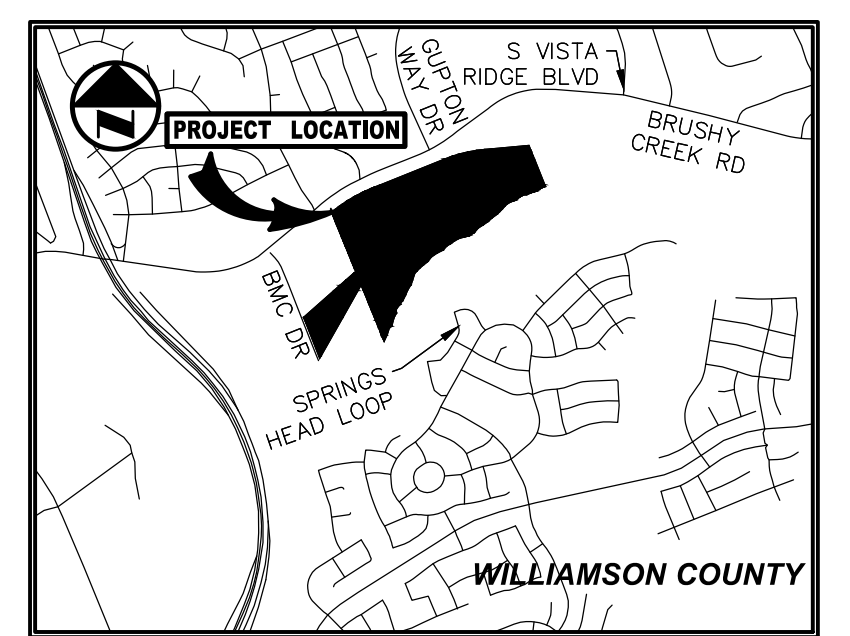 GUPTON
WAY DR
S VISTA
RIDGE BLVD
N
PROJECT LOCATION
BRUSHY
CREEK RD
BMC DR
SPRINGS
HEAD LOOP
WILLIAMSON COUNTY